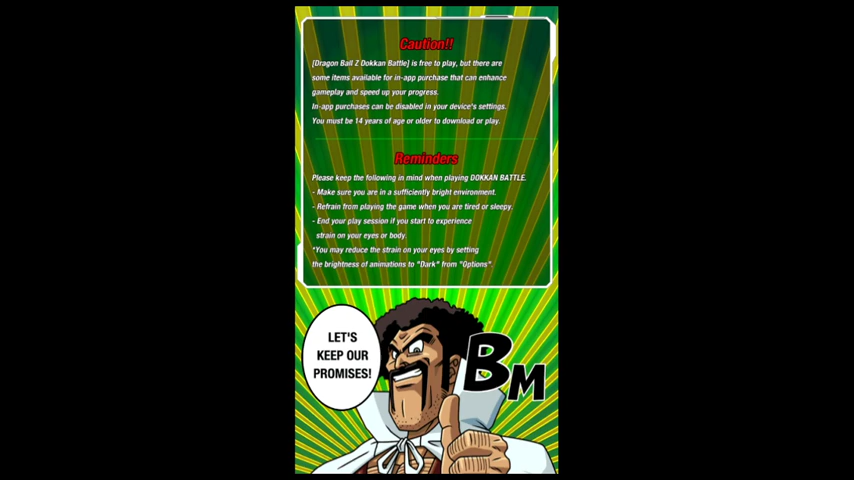 Caution!!
[Dragon Ball Z Dokkan Battle] is free to play, but there are
some items available for in-app purchase that can enhance
gameplay and speed up your progress.
In-app purchases can be disabled in your device's settings.
You must be 14 years of age or older to download or play.
Reminders
Please keep the following in mind when playing DOKKAN BATTLE.
- Make sure you are in a sufficiently bright environment.
- Refrain from playing the game when you are tired or sleepy.
- End your play session if you start to experience
strain on your eyes or body.
*You may reduce the strain on your eyes by setting
the brightness of animations to "Dark" from "Options".
LET'S
KEEP OUR
PROMISES!
BM